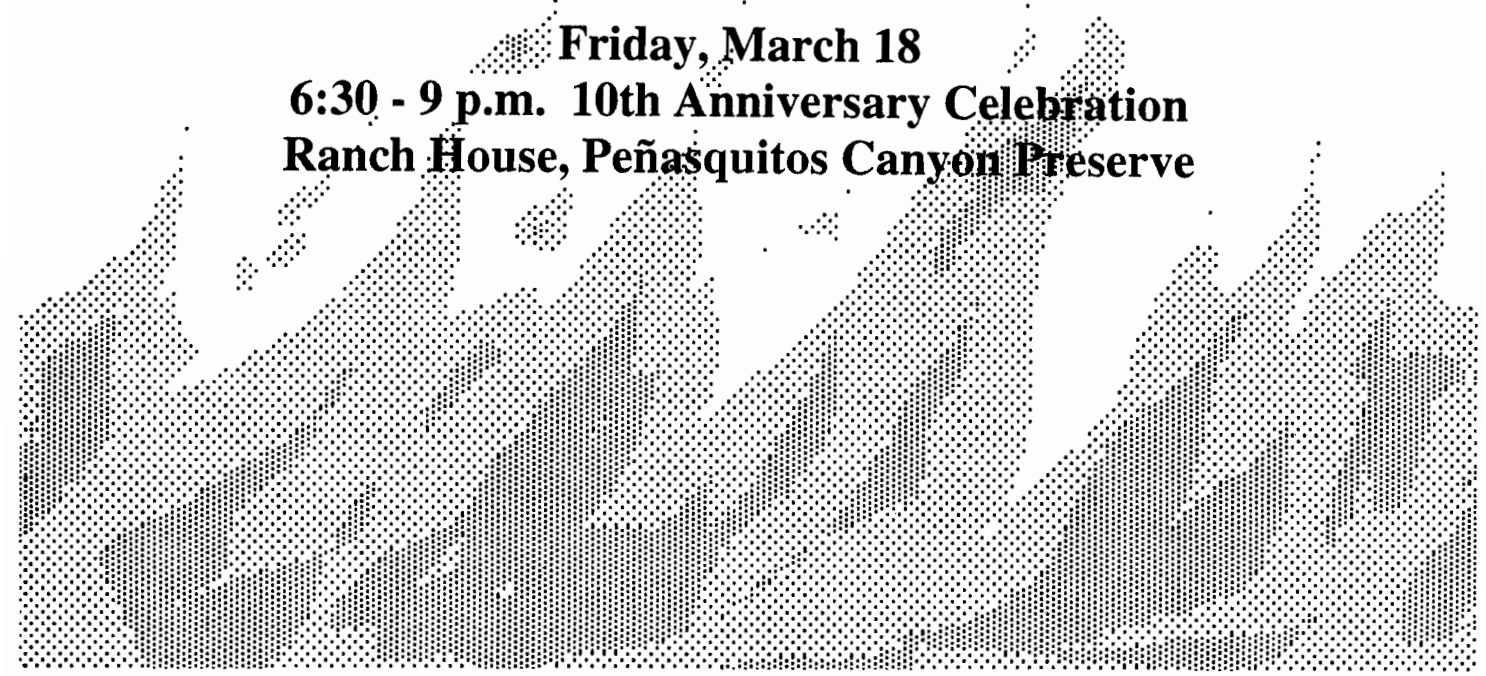 Friday, March 18
6:30 - 9 p.m. 10th Anniversary Celebration
Ranch House, Peñasquitos Canyon Preserve